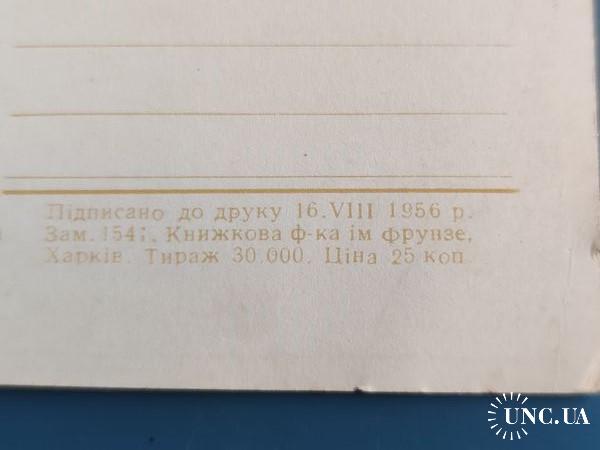 Підписано до друку 16.VIII 1956 р.
Зам. 1541. Книжкова ф-ка ім фрунзе,
Харків. Тираж 30.000. Ціна 25 коп
UNC.UA